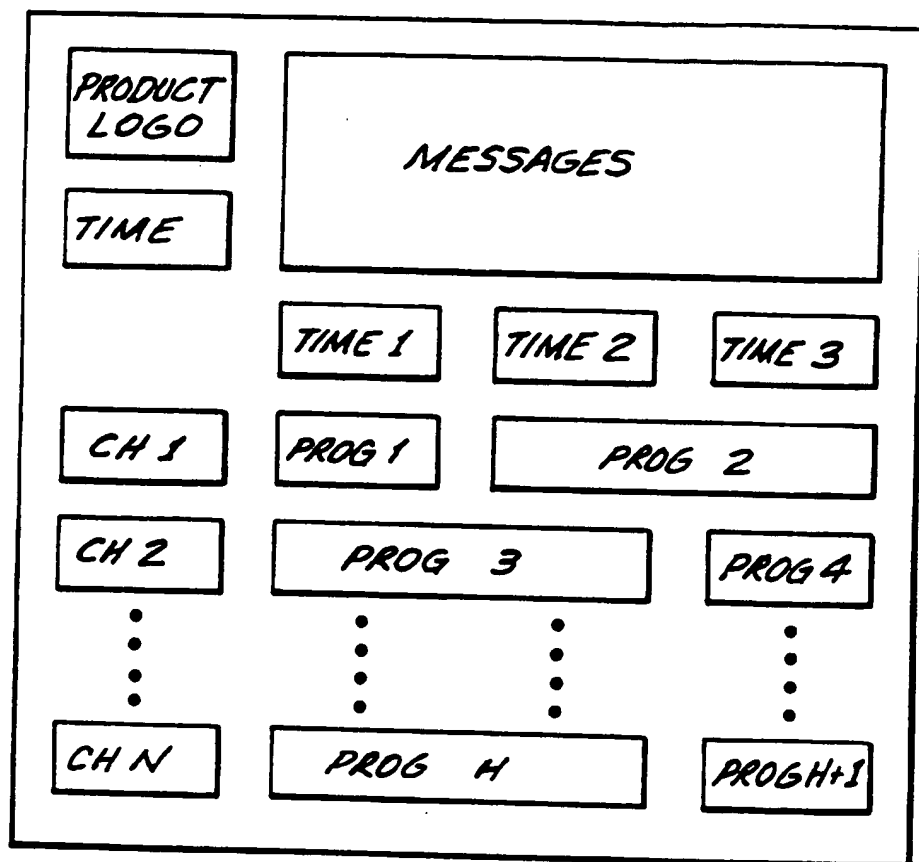 PRODUCT
LOGO
MESSAGES
TIME
TIME 1 TIME 2 TIME 3
CH 1 PROG 1 PROG 2
CH 2 PROG 3 PROG 4
CH N PROG H PROG H+1